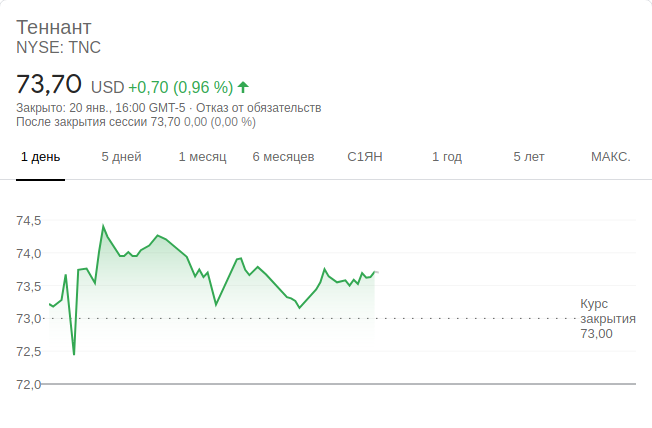 Теннант
NYSE: TNC
73,70 USD +0,70 (0,96 %)
Закрыто: 20 янв., 16:00 GMT-5 · Отказ от обязательств
После закрытия сессии 73,70 0,00 (0,00 %)
1 день 5 дней 1 месяц 6 месяцев С1ЯН 1 год 5 лет МАКС.
74,5
74,0
73,5
Курс
73,0 закрытия
73,00
72,5
72,0